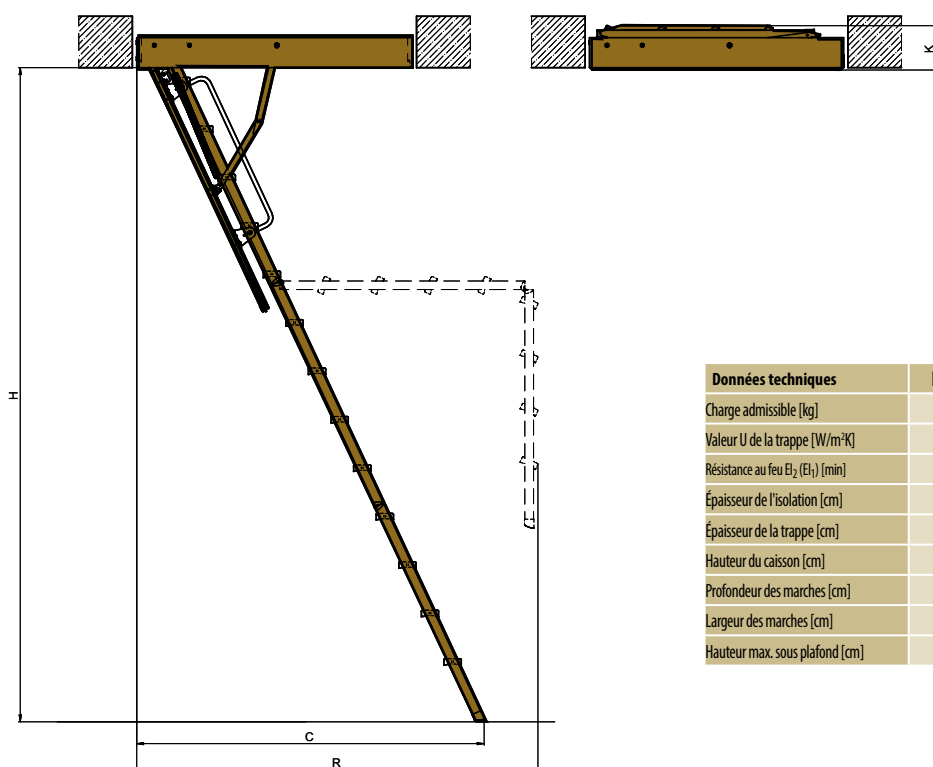 K
H
Données techniques
Charge admissible [kg]
Valeur U de la trappe [W/m²K]
Résistance au feu EI₂ (EI₁) [min]
Épaisseur de l'isolation [cm]
Épaisseur de la trappe [cm]
Hauteur du caisson [cm]
Profondeur des marches [cm]
Largeur des marches [cm]
Hauteur max. sous plafond [cm]
C
R